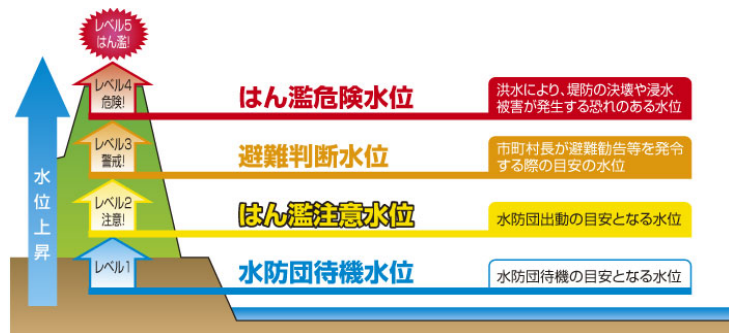 レベル5
はん濫!
レベル4
危険!
はん濫危険水位
洪水により、堤防の決壊や浸水
被害が発生する恐れのある水位
レベル3
警戒!
避難判断水位
市町村長が避難勧告等を発令
する際の目安の水位
レベル2
注意!
はん濫注意水位
水防団出動の目安となる水位
レベル1
水防団待機水位
水防団待機の目安となる水位
水位上昇